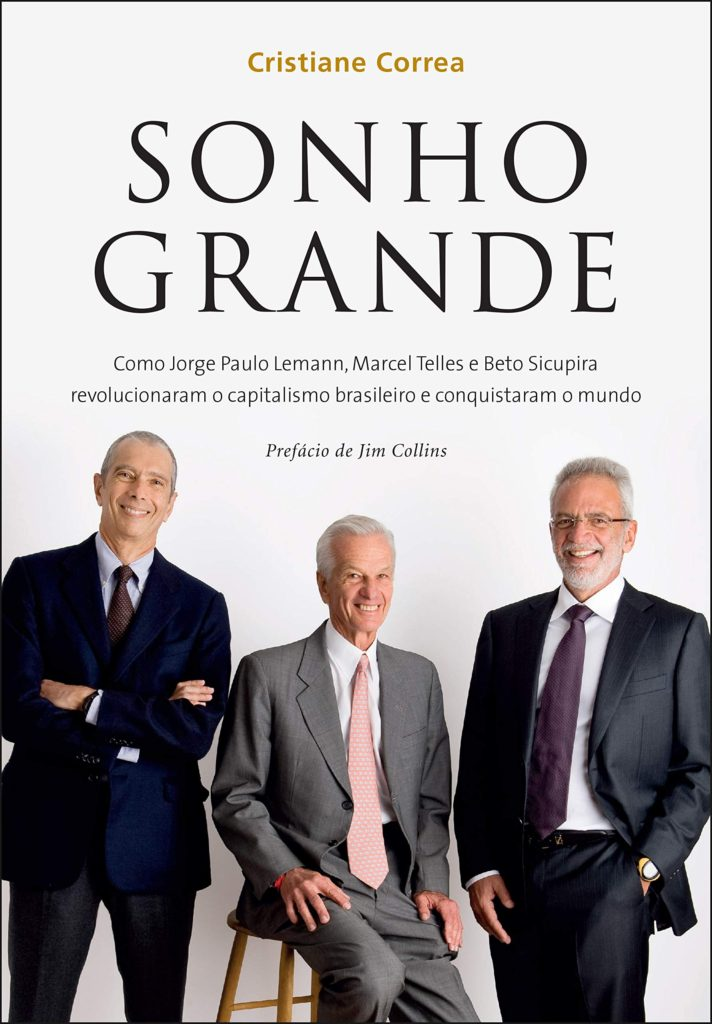 Cristiane Correa
SONHO
GRANDE
Como Jorge Paulo Lemann, Marcel Telles e Beto Sicupira
revolucionaram o capitalismo brasileiro e conquistaram o mundo
Prefácio de Jim Collins